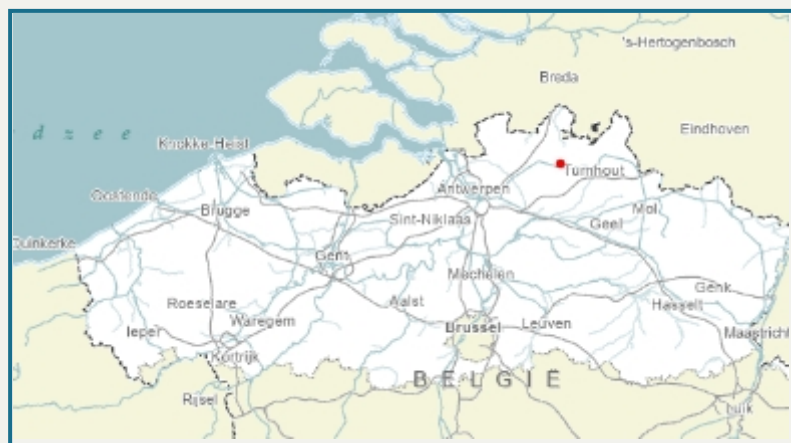 's-Hertogenbosch
Breda
d z e e
Eindhoven
Knokke-Heist
Turnhout
Oostende
Antwerpen
Brugge
Sint-Niklaas
Mol
Geel
Duinkerke
Gent
Mechelen
Genk
Roeselare
Aalst
Hasselt
Ieper
Waregem
Brussel
Leuven
Maastricht
Kortrijk
BELGIË
Rijsel
Luik